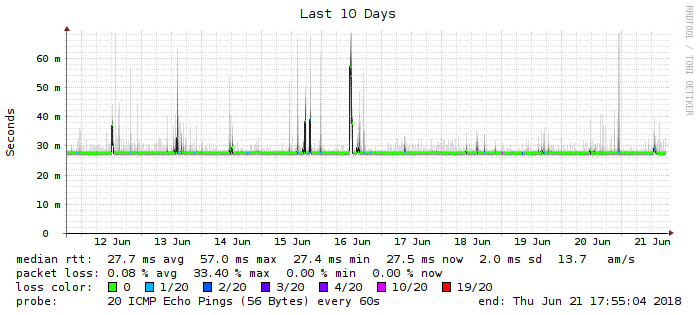 Last 10 Days
RRDTOOL / TOBI OETIKER
Seconds
60 m
50 m
40 m
30 m
20 m
10 m
0
12 Jun 13 Jun 14 Jun 15 Jun 16 Jun 17 Jun 18 Jun 19 Jun 20 Jun 21 Jun
median rtt: 27.7 ms avg 57.0 ms max 27.4 ms min 27.5 ms now 2.0 ms sd 13.7 am/s
packet loss: 0.08 % avg 33.40 % max 0.00 % min 0.00 % now
loss color: 0 1/20 2/20 3/20 4/20 10/20 19/20
probe: 20 ICMP Echo Pings (56 Bytes) every 60s end: Thu Jun 21 17:55:04 2018